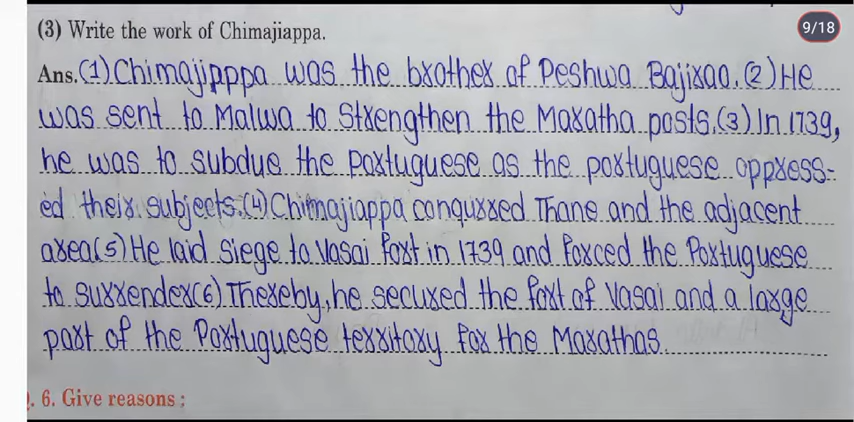 (3) Write the work of Chimajiappa.
9/18
Ans. (1) Chimajipppa was the brother of Peshwa Bajirao. (2) He
was sent to Malwa to Strengthen the Maratha posts. (3) In 1739,
he was to subdue the Portuguese as the portuguese oppress-
ed their subjects. (4) Chimajiappa conqurred Thane and the adjacent
area (5) He laid siege to Vasai fort in 1739 and forced the Portuguese
to surrender (6) Thereby, he secured the fort of Vasai and a large
part of the Portuguese territory for the Marathas.
. 6. Give reasons :